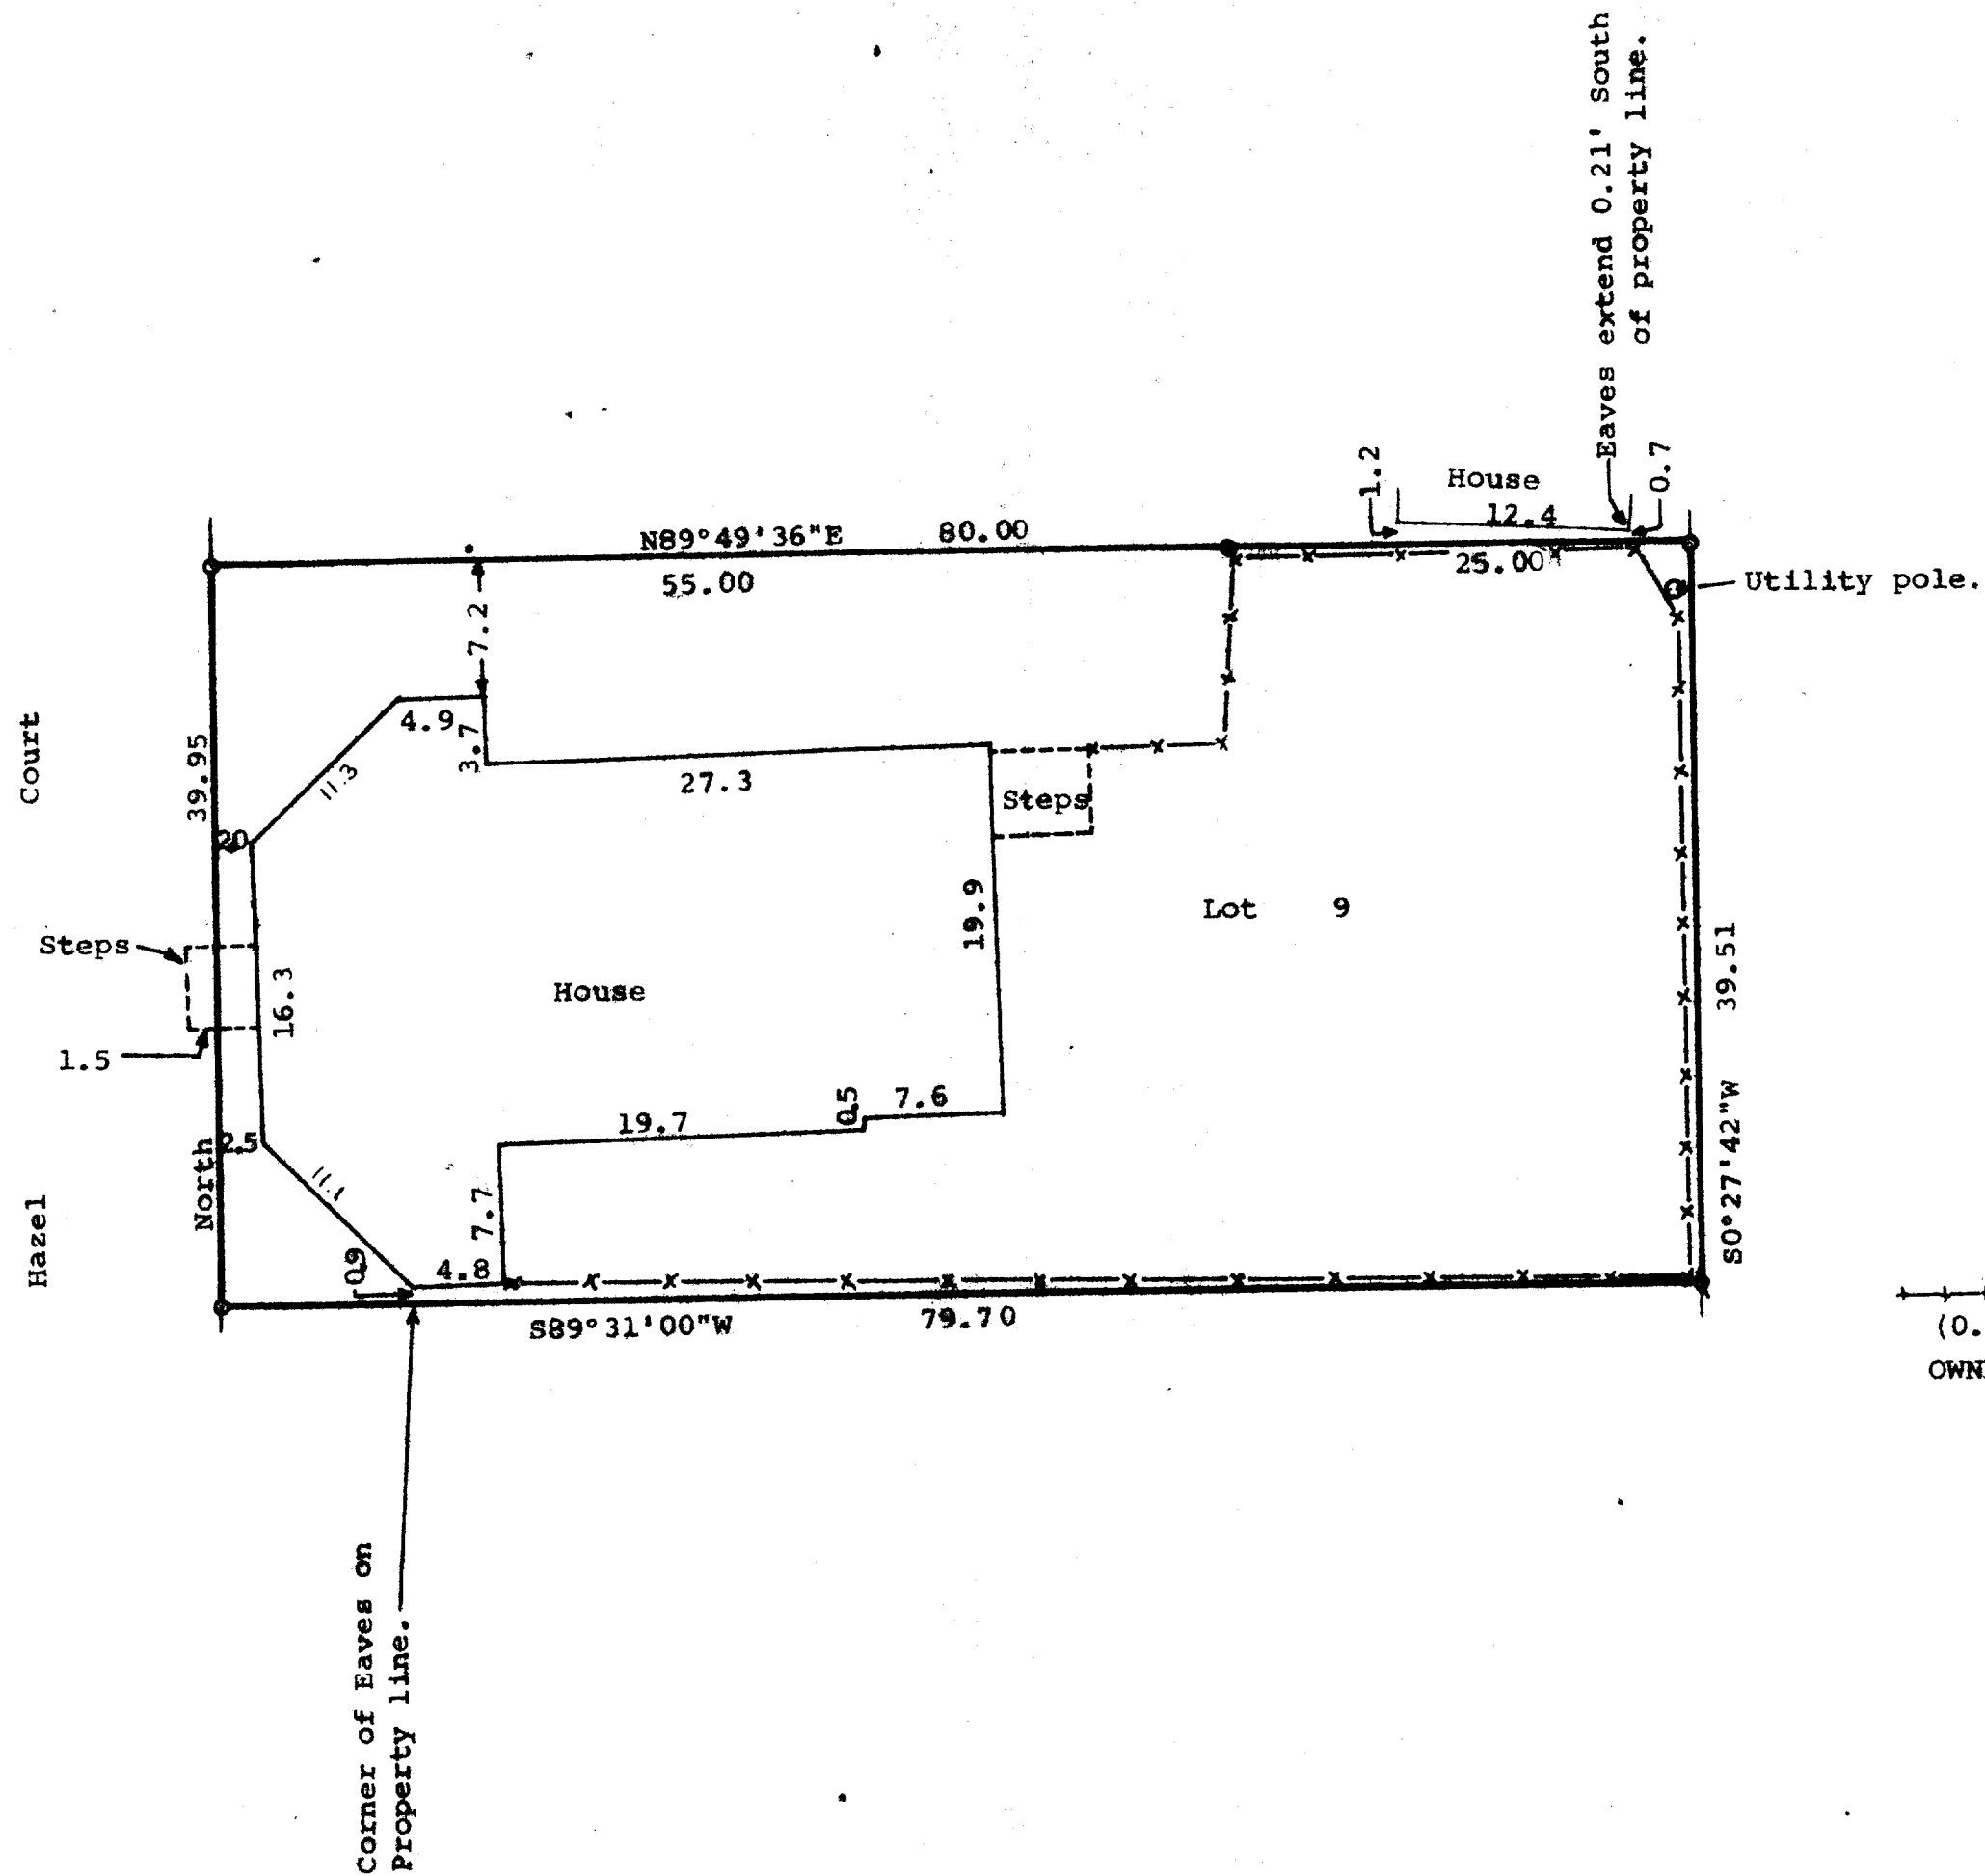 Eaves extend 0.21' South
of property line.
1.2
House
12.4
0.7
N89°49'36"E
80.00
55.00
25.00
Utility pole.
7.2
4.9
3.7
11.3
27.3
Steps
Court
39.95
20
19.9
Lot 9
Steps
16.3
House
1.5
39.51
S0°27'42"W
North
2.5
11.1
19.7
0.5
7.6
7.7
Hazel
0.9
4.8
S89°31'00"W
79.70
(0.
OWN
Corner of Eaves on
Property line.